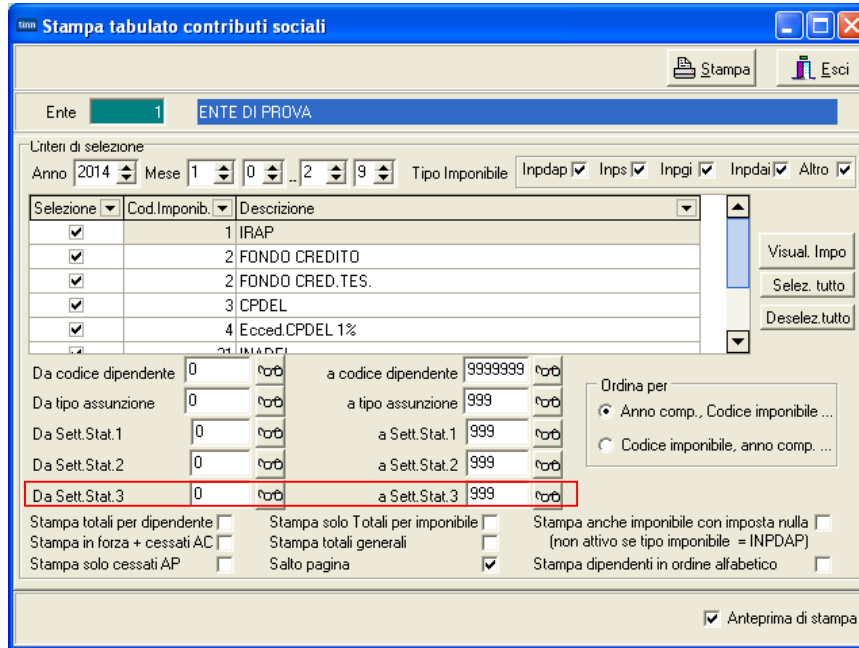 tinn Stampa tabulato contributi sociali
Stampa Esci
Ente 1 ENTE DI PROVA
Criteri di selezione
Anno 2014 Mese 1 0 .. 2 9 Tipo Imponibile Inpdap Inps Inpgi Inpdai Altro
Selezione Cod.Imponib. Descrizione
1 IRAP
2 FONDO CREDITO
2 FONDO CRED.TES.
3 CPDEL
4 Ecced.CPDEL 1%
21 INADEL
Visual. Impo
Selez. tutto
Deselez.tutto
Da codice dipendente 0 a codice dipendente 9999999
Da tipo assunzione 0 a tipo assunzione 999
Da Sett.Stat.1 0 a Sett.Stat.1 999
Da Sett.Stat.2 0 a Sett.Stat.2 999
Da Sett.Stat.3 0 a Sett.Stat.3 999
Ordina per
Anno comp., Codice imponibile ...
Codice imponibile, anno comp. ...
Stampa totali per dipendente Stampa solo Totali per imponibile Stampa anche imponibile con imposta nulla
Stampa in forza + cessati AC Stampa totali generali (non attivo se tipo imponibile = INPDAP)
Stampa solo cessati AP Salto pagina Stampa dipendenti in ordine alfabetico
Anteprima di stampa